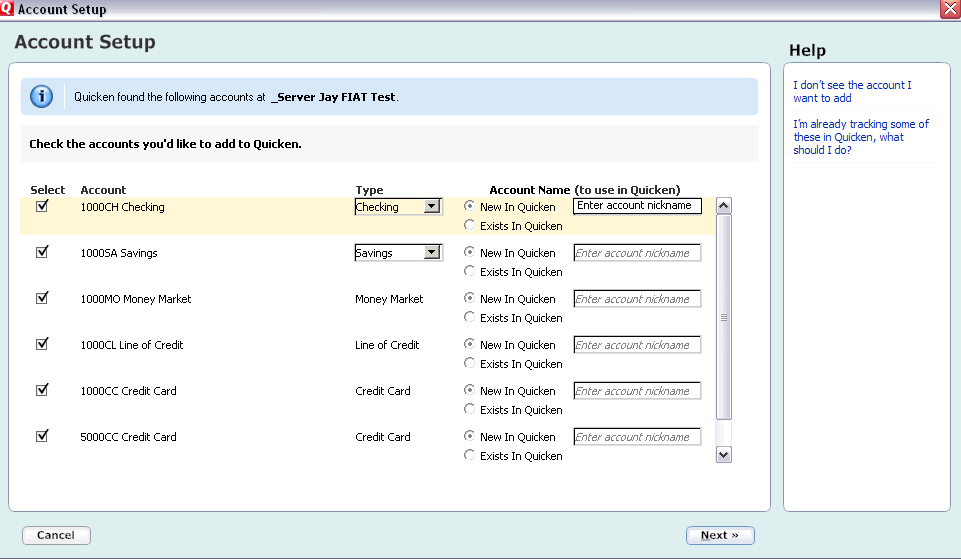 Q Account Setup
Account Setup
Quicken found the following accounts at _Server Jay FIAT Test.
Check the accounts you'd like to add to Quicken.
Select Account Type Account Name (to use in Quicken)
1000CH Checking Checking New In Quicken Enter account nickname
Exists In Quicken
1000SA Savings Savings New In Quicken Enter account nickname
Exists In Quicken
1000MO Money Market Money Market New In Quicken Enter account nickname
Exists In Quicken
1000CL Line of Credit Line of Credit New In Quicken Enter account nickname
Exists In Quicken
1000CC Credit Card Credit Card New In Quicken Enter account nickname
Exists In Quicken
5000CC Credit Card Credit Card New In Quicken Enter account nickname
Exists In Quicken
Cancel
Next »
Help
I don't see the account I
want to add
I'm already tracking some of
these in Quicken, what
should I do?